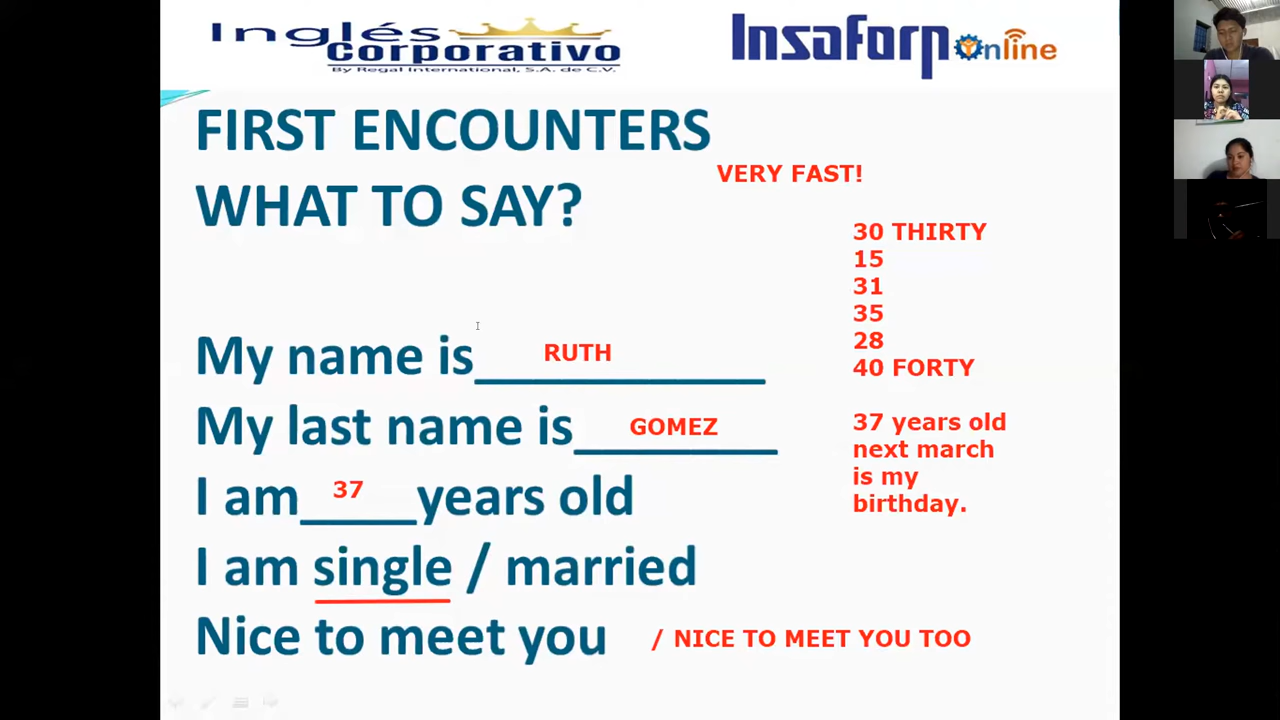 Inglés
Corporativo
By Regal International, S.A. de C.V.
Insaforp Online
FIRST ENCOUNTERS
WHAT TO SAY?
VERY FAST!
30 THIRTY
15
31
35
28
40 FORTY
37 years old
next march
is my
birthday.
My name is RUTH
My last name is GOMEZ
I am 37 years old
I am single / married
Nice to meet you / NICE TO MEET YOU TOO